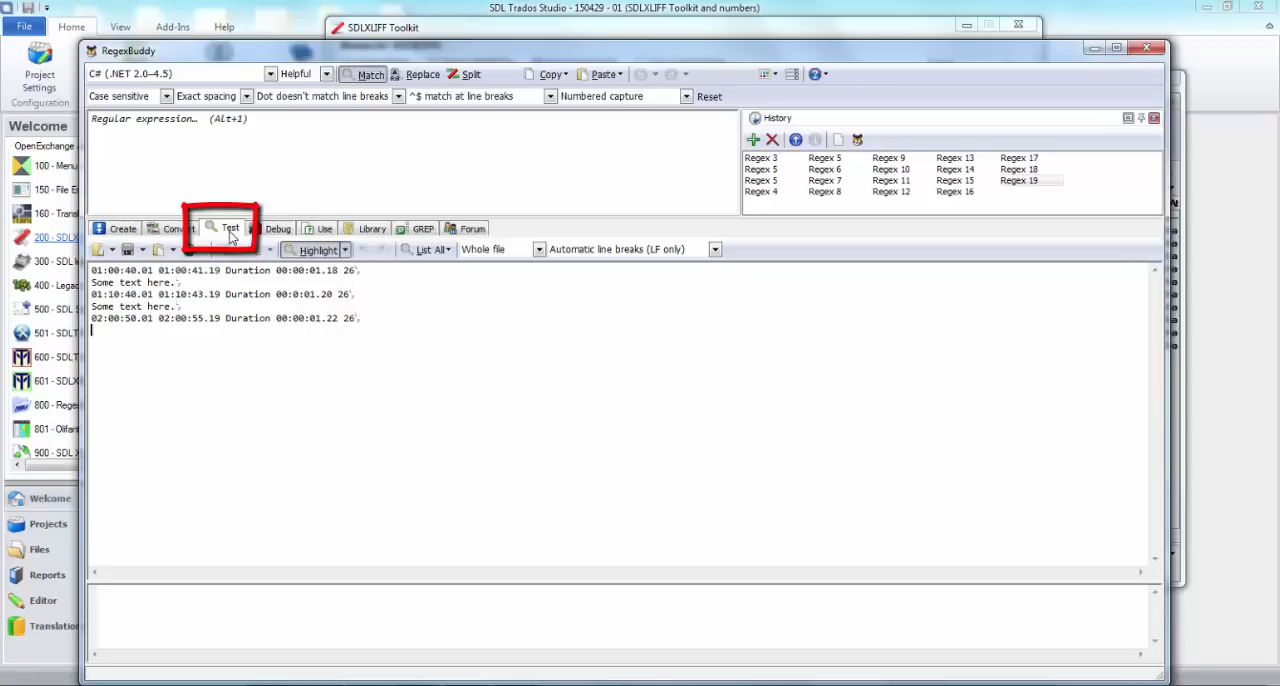 SDL Trados Studio - 150429 - 01 (SDLXLIFF Toolkit and numbers)
File Home View Add-Ins Help
SDLXLIFF Toolkit
Project
Settings
Configuration
Welcome
OpenExchange
100 - Menu
150 - File E
160 - Trans
200 - SDLX
300 - SDL
400 - Legac
500 - SDL S
501 - SDLT
600 - SDLT
601 - SDLX
800 - Rege
801 - Olifant
900 - SDL
Welcome
Projects
Files
Reports
Editor
Translation
RegexBuddy
C# (.NET 2.0–4.5) Helpful Match Replace Split Copy Paste
Case sensitive Exact spacing Dot doesn't match line breaks ^$ match at line breaks Numbered capture Reset
Regular expression… (Alt+1)
History
Regex 3 Regex 5 Regex 9 Regex 13 Regex 17
Regex 5 Regex 6 Regex 10 Regex 14 Regex 18
Regex 5 Regex 7 Regex 11 Regex 15 Regex 19
Regex 4 Regex 8 Regex 12 Regex 16
Create Convert Test Debug Use Library GREP Forum
Highlight List All Whole file Automatic line breaks (LF only)
01:00:40.01 01:00:41.19 Duration 00:00:01.18 26
Some text here.
01:10:40.01 01:10:43.19 Duration 00:0:01.20 26
Some text here.
02:00:50.01 02:00:55.19 Duration 00:00:01.22 26